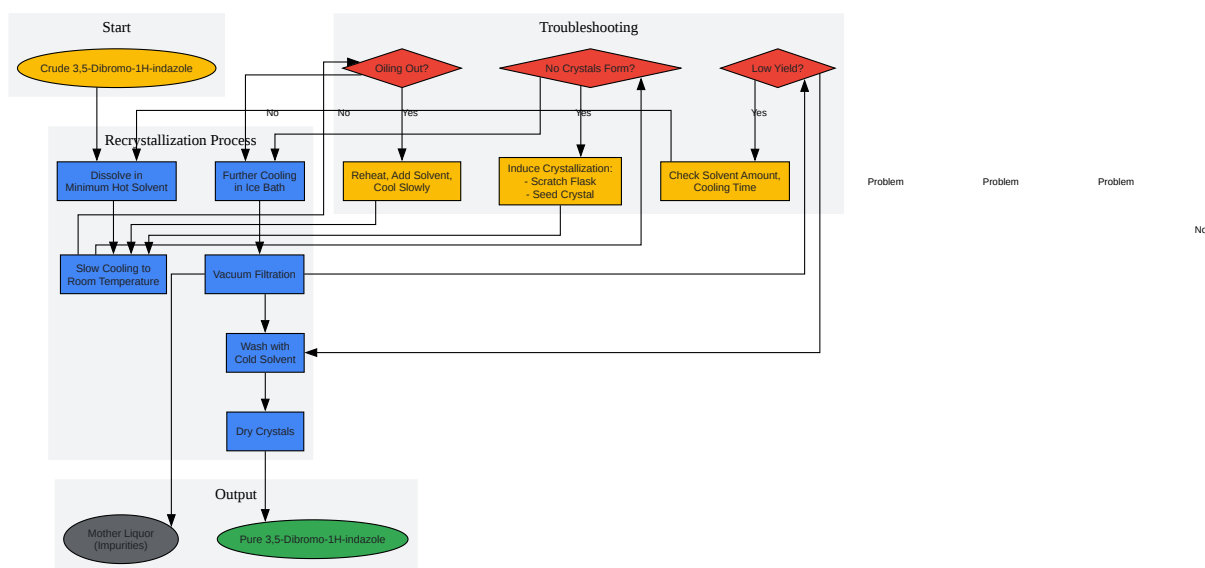 Start
Troubleshooting
Crude 3,5-Dibromo-1H-indazole
Oiling Out?
No Crystals Form?
Low Yield?
No
No
Yes
Yes
Yes
Recrystallization Process
Dissolve in
Minimum Hot Solvent
Further Cooling
in Ice Bath
Reheat, Add Solvent,
Cool Slowly
Induce Crystallization:
- Scratch Flask
- Seed Crystal
Check Solvent Amount,
Cooling Time
Problem
Problem
Problem
No
Slow Cooling to
Room Temperature
Vacuum Filtration
Wash with
Cold Solvent
Dry Crystals
Output
Mother Liquor
(Impurities)
Pure 3,5-Dibromo-1H-indazole